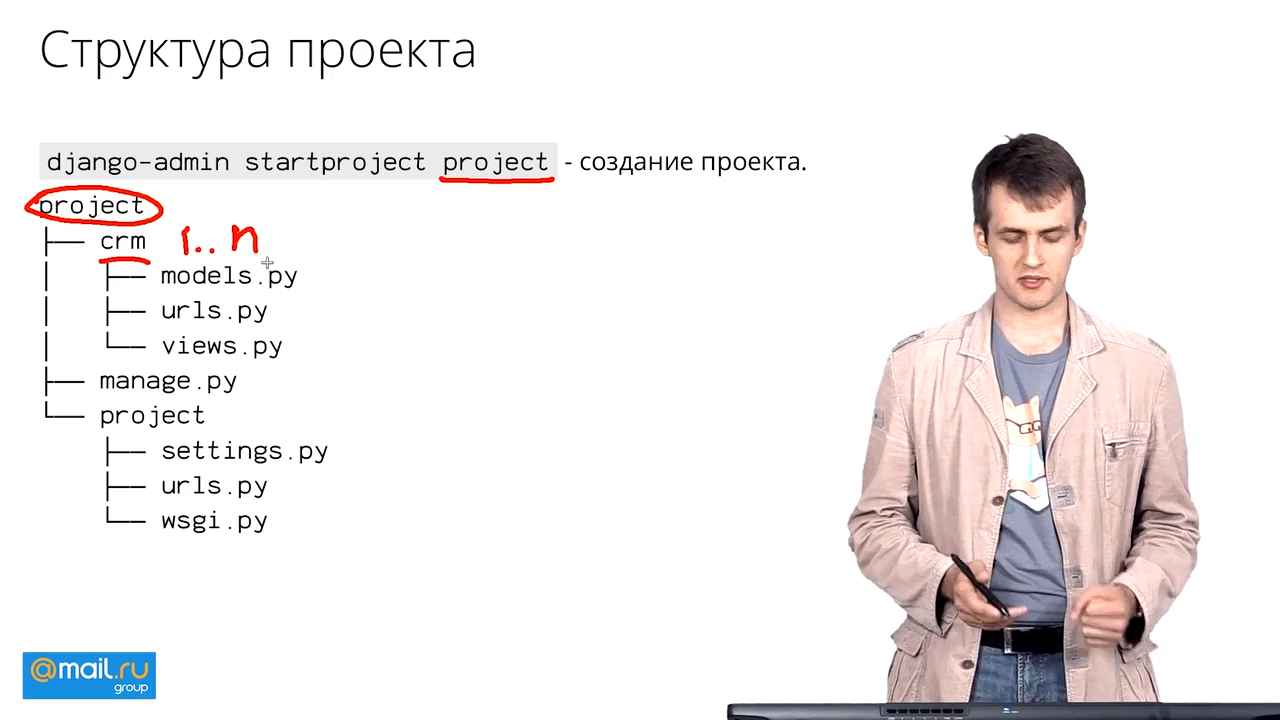 Структура проекта
django-admin startproject project - создание проекта.
project
├── crm 1.. n
│   ├── models.py
│   ├── urls.py
│   └── views.py
├── manage.py
└── project
    ├── settings.py
    ├── urls.py
    └── wsgi.py
@mail.ru
group